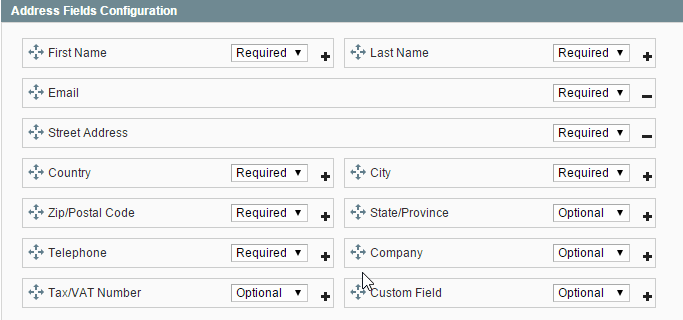 Address Fields Configuration
First Name Required Last Name Required
Email Required
Street Address Required
Country Required City Required
Zip/Postal Code Required State/Province Optional
Telephone Required Company Optional
Tax/VAT Number Optional Custom Field Optional